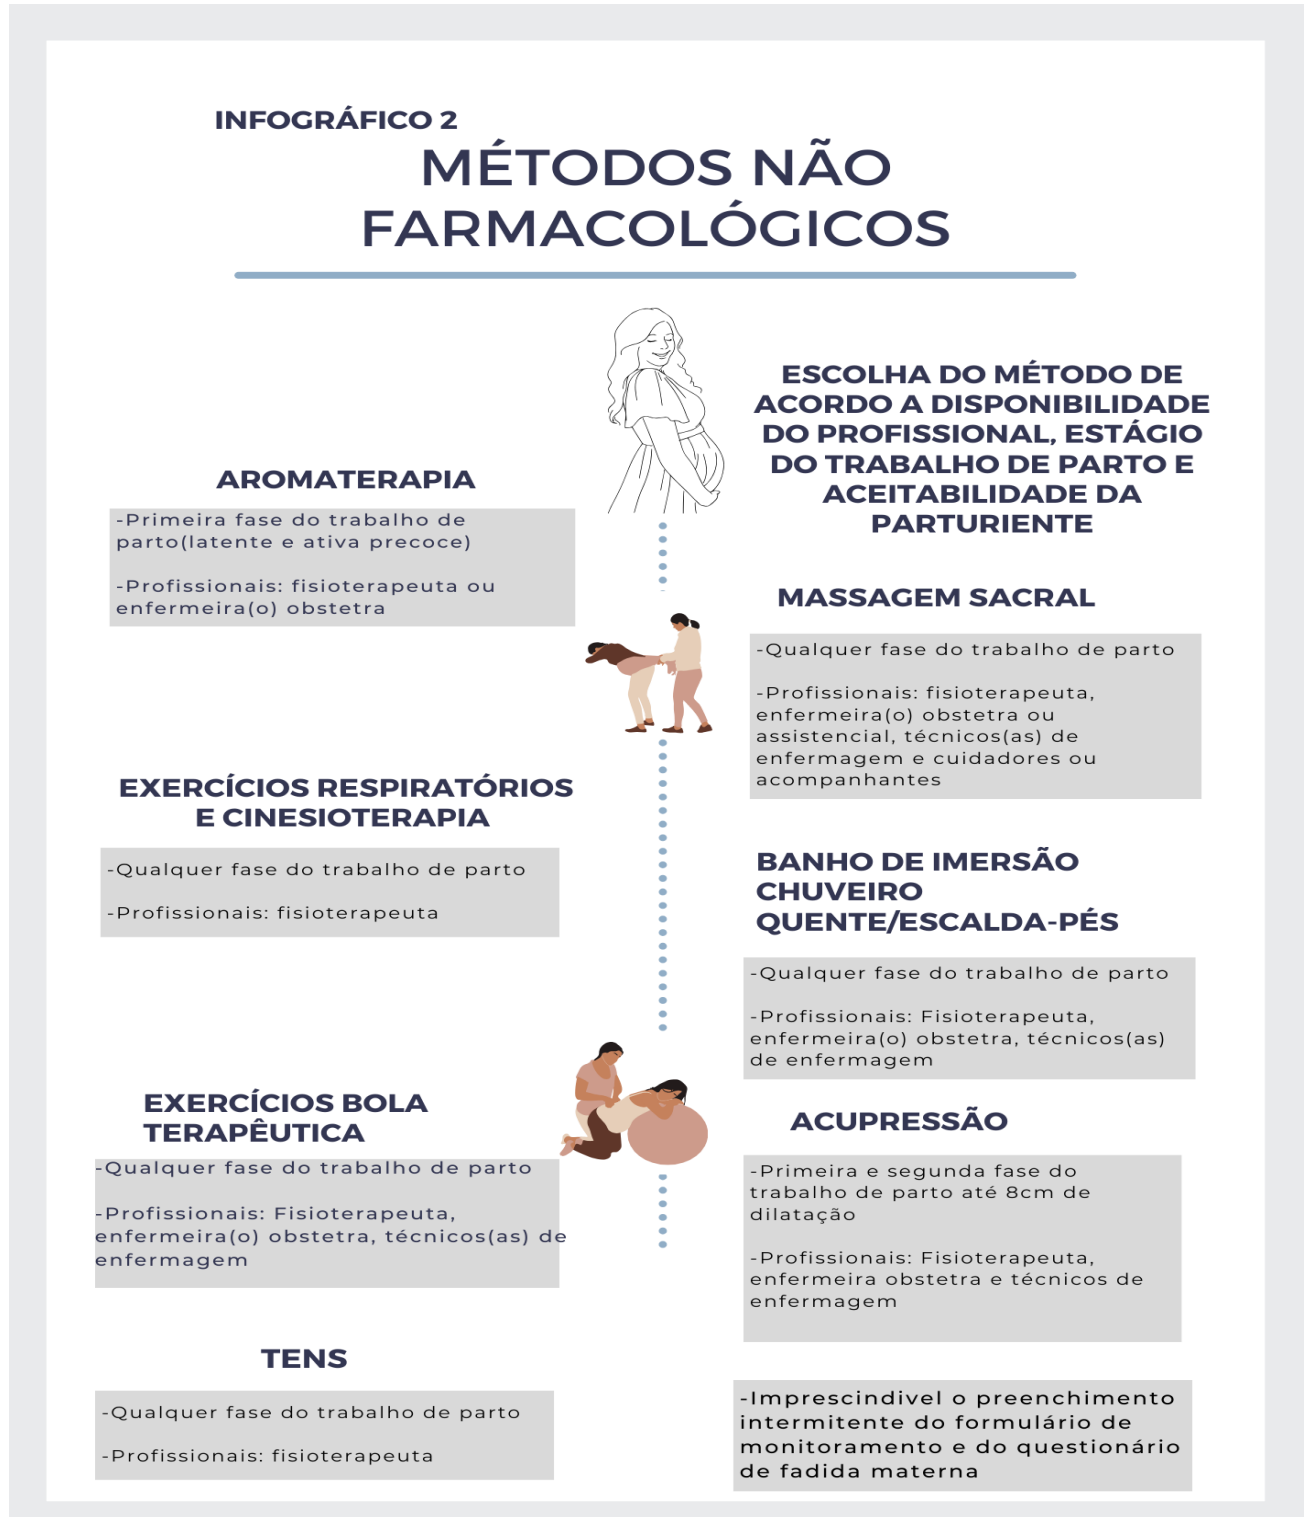 INFOGRÁFICO 2
MÉTODOS NÃO
FARMACOLÓGICOS
ESCOLHA DO MÉTODO DE
ACORDO A DISPONIBILIDADE
DO PROFISSIONAL, ESTÁGIO
DO TRABALHO DE PARTO E
ACEITABILIDADE DA
PARTURIENTE
AROMATERAPIA
-Primeira fase do trabalho de
parto(latente e ativa precoce)
-Profissionais: fisioterapeuta ou
enfermeira(o) obstetra
MASSAGEM SACRAL
-Qualquer fase do trabalho de parto
-Profissionais: fisioterapeuta,
enfermeira(o) obstetra ou
assistencial, técnicos(as) de
enfermagem e cuidadores ou
acompanhantes
EXERCÍCIOS RESPIRATÓRIOS
E CINESIOTERAPIA
-Qualquer fase do trabalho de parto
-Profissionais: fisioterapeuta
BANHO DE IMERSÃO
CHUVEIRO
QUENTE/ESCALDA-PÉS
-Qualquer fase do trabalho de parto
-Profissionais: Fisioterapeuta,
enfermeira(o) obstetra, técnicos(as)
de enfermagem
EXERCÍCIOS BOLA
TERAPÊUTICA
-Qualquer fase do trabalho de parto
-Profissionais: Fisioterapeuta,
enfermeira(o) obstetra, técnicos(as) de
enfermagem
ACUPRESSÃO
-Primeira e segunda fase do
trabalho de parto até 8cm de
dilatação
-Profissionais: Fisioterapeuta,
enfermeira obstetra e técnicos de
enfermagem
TENS
-Qualquer fase do trabalho de parto
-Profissionais: fisioterapeuta
-Imprescindivel o preenchimento
intermitente do formulário de
monitoramento e do questionário
de fadida materna